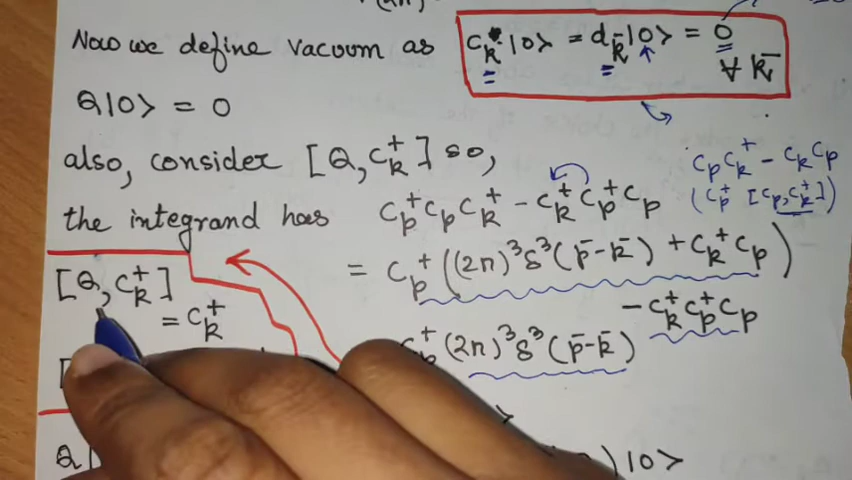 Now we define vacuum as c_k̄ |0> = d_k̄ |0> = 0
∀ k̄
Q|0> = 0
also, consider [Q, c_k^+] so,
c_p c_k^+ - c_k c_p
(c_p^+ [c_p, c_k^+])
the integrand has c_p^+ c_p c_k^+ - c_k^+ c_p^+ c_p
= c_p^+ ((2π)^3 δ^3(p̄-k̄) + c_k^+ c_p)
- c_k^+ c_p^+ c_p
[Q, c_k^+]
= c_k^+
c_p^+ (2π)^3 δ^3(p̄-k̄)
|0>